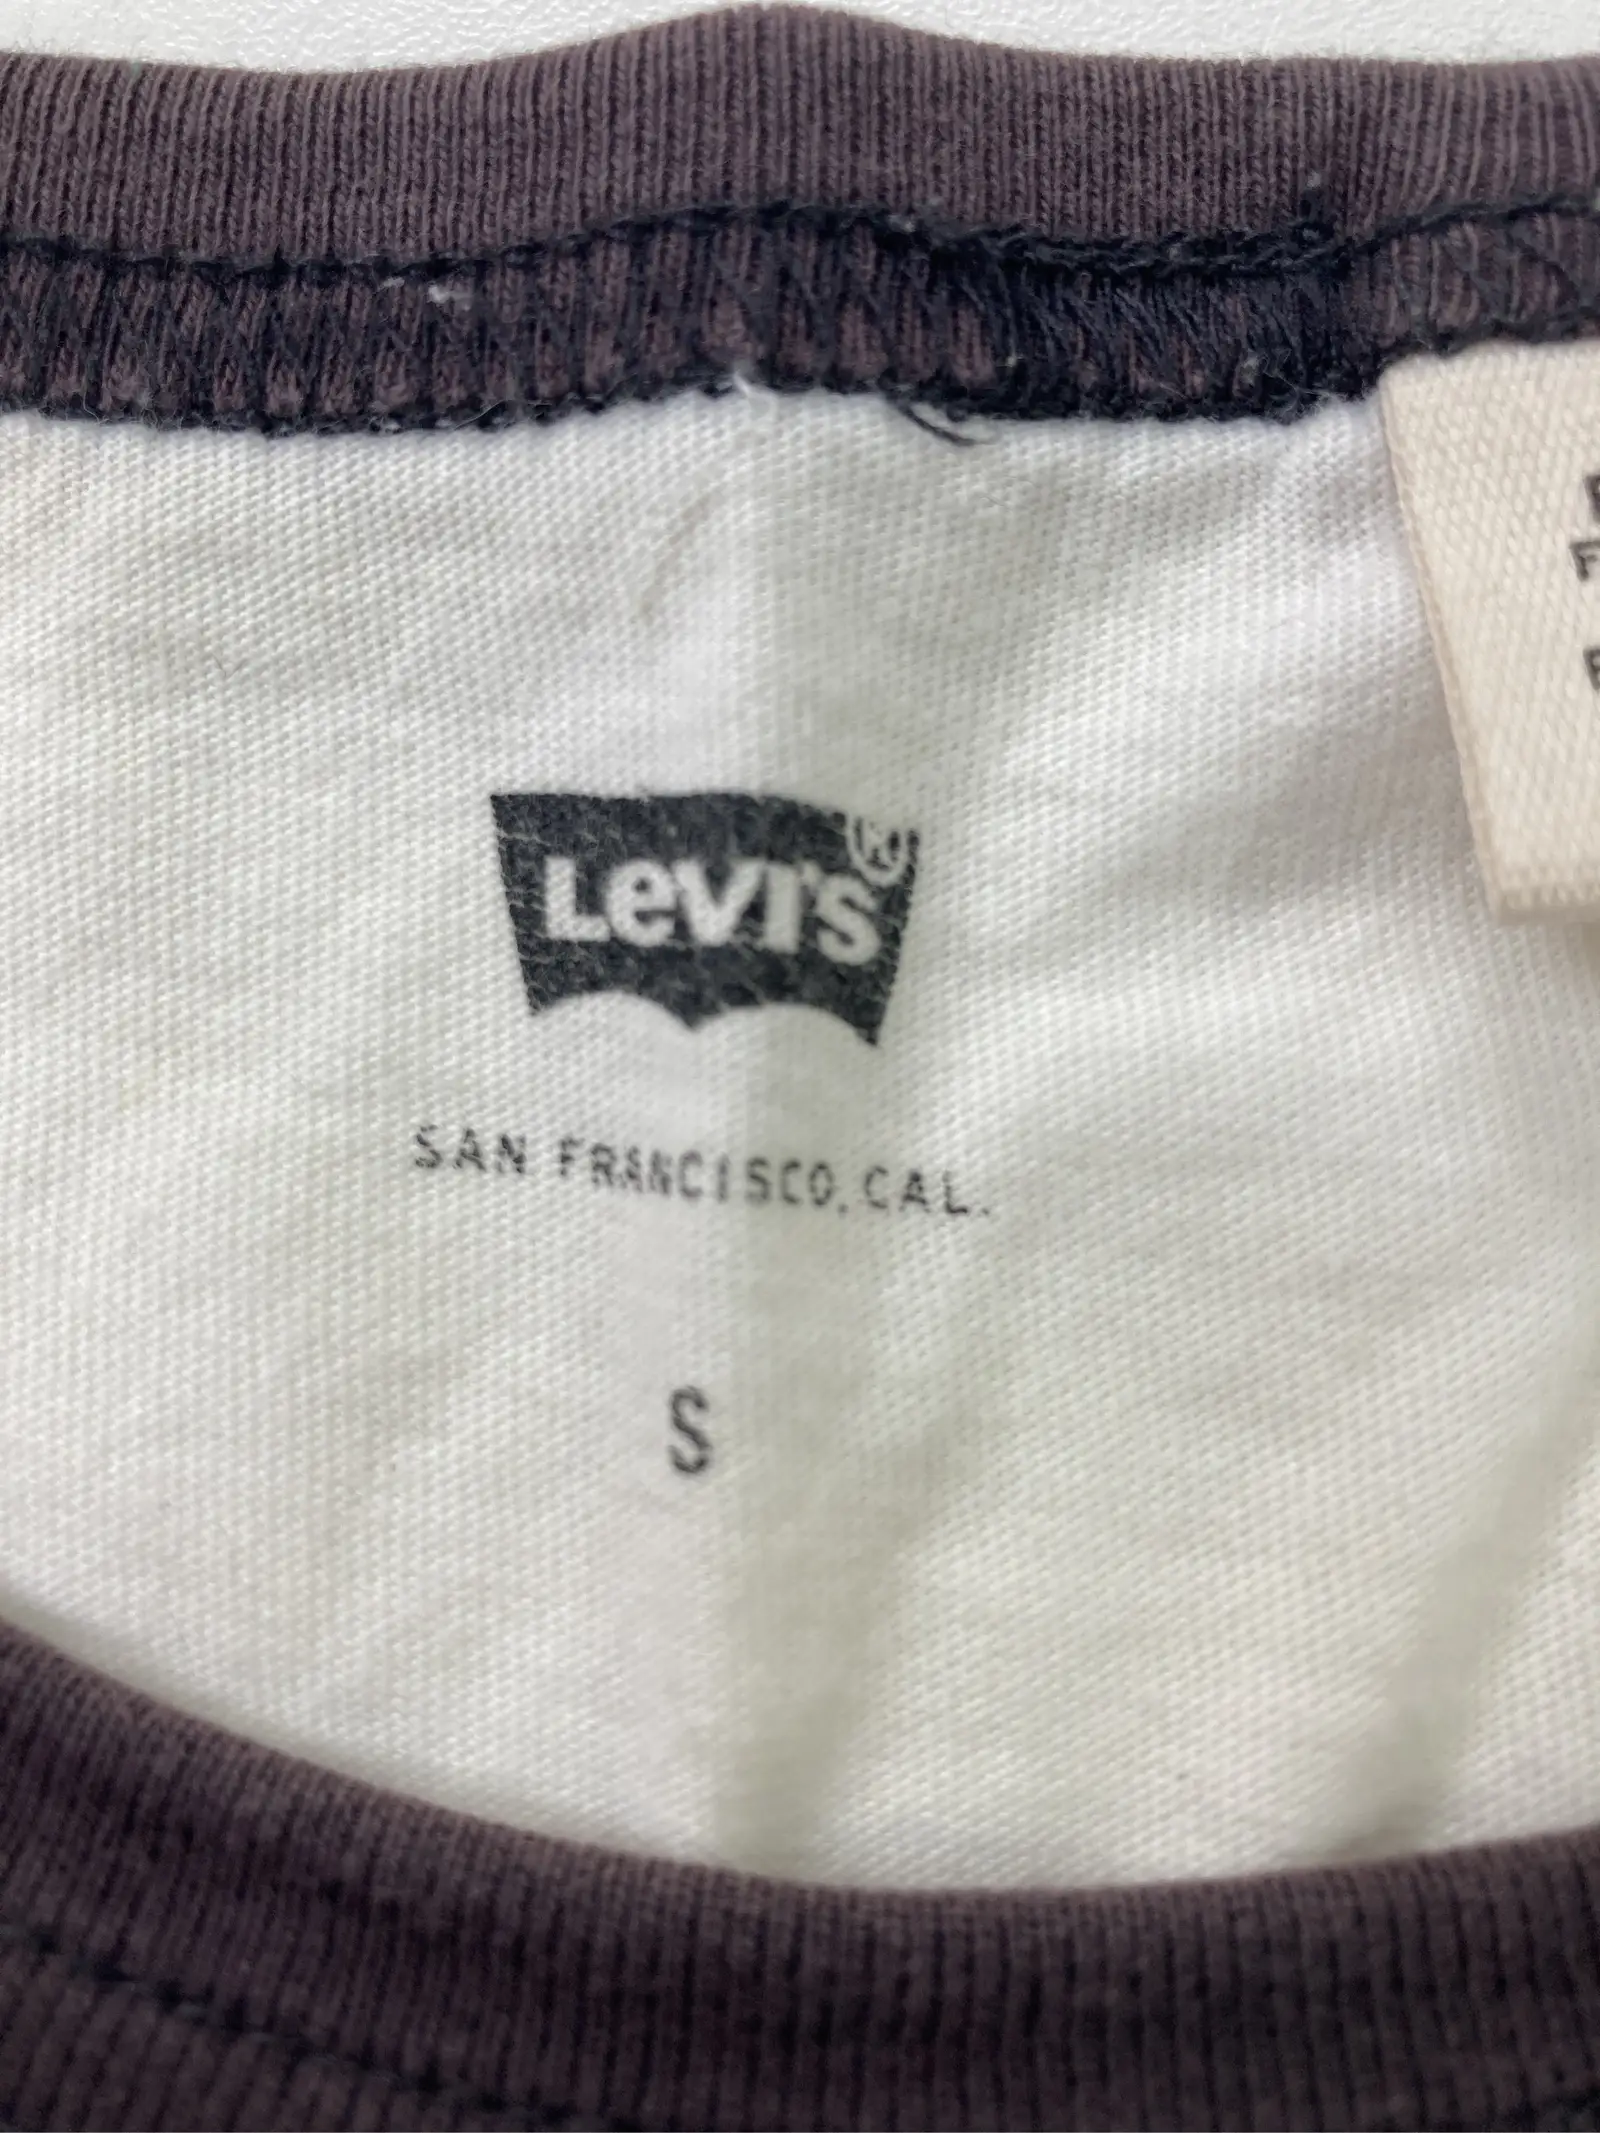 Levi's®
SAN FRANCISCO, CAL.
S